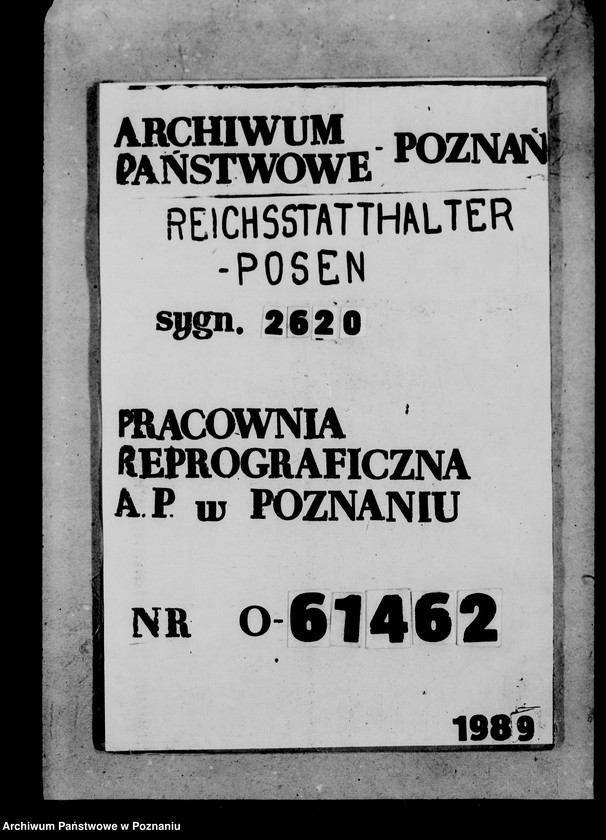 ARCHIWUM
PAŃSTWOWE - POZNAŃ
REICHSSTATTHALTER
-POSEN
sygn. 2620
PRACOWNIA
REPROGRAFICZNA
A.P. w POZNANIU
NR O-61462
1989
Archiwum Państwowe w Poznaniu